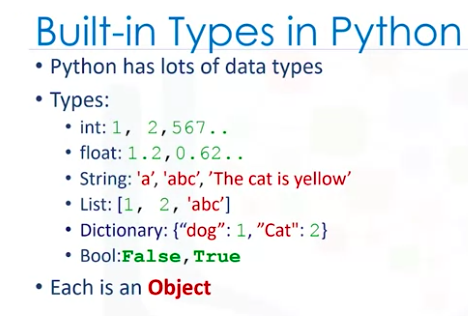 Built-in Types in Python
• Python has lots of data types
• Types:
• int: 1, 2,567..
• float: 1.2,0.62..
• String: 'a', 'abc', 'The cat is yellow'
• List: [1, 2, 'abc']
• Dictionary: {“dog”: 1, ”Cat": 2}
• Bool:False,True
• Each is an Object